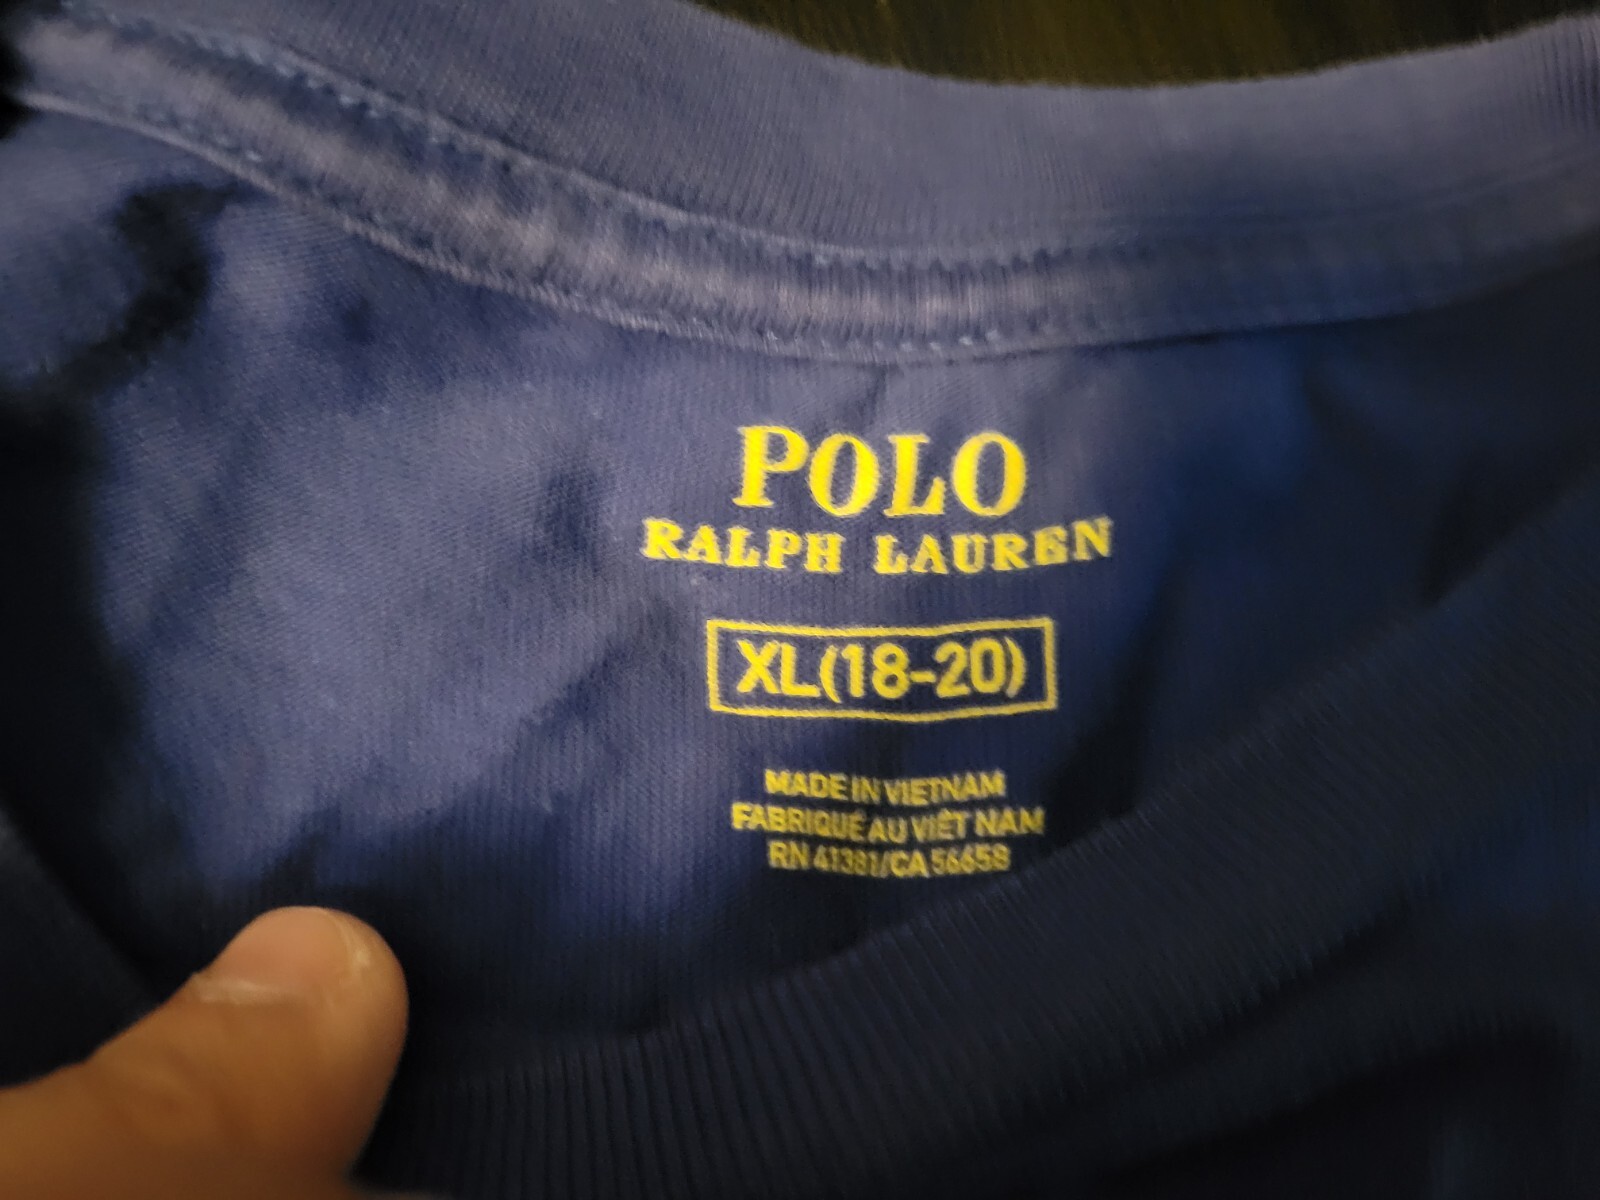 POLO
RALPH LAUREN
XL(18-20)
MADE IN VIETNAM
FABRIQUÉ AU VIÊT NAM
RN 41381/CA 56658